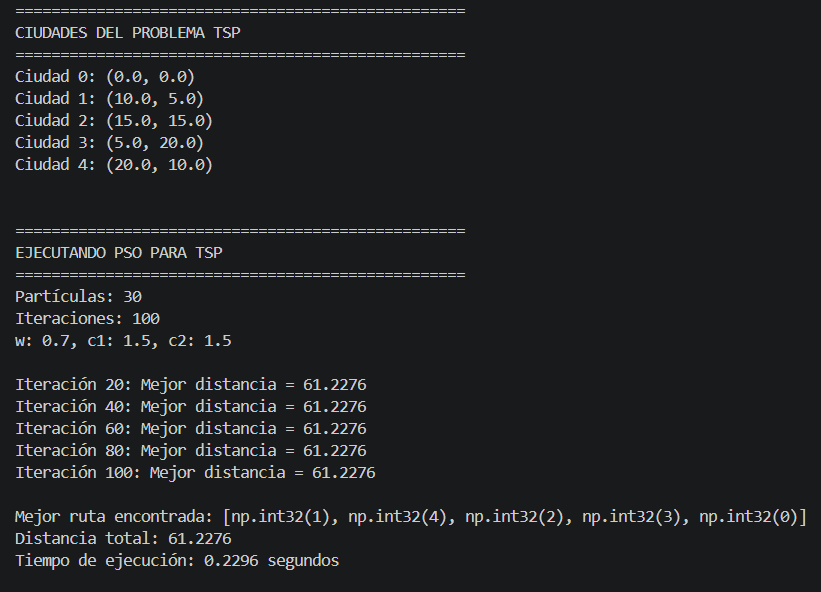 ==================================================
CIUDADES DEL PROBLEMA TSP
==================================================
Ciudad 0: (0.0, 0.0)
Ciudad 1: (10.0, 5.0)
Ciudad 2: (15.0, 15.0)
Ciudad 3: (5.0, 20.0)
Ciudad 4: (20.0, 10.0)
==================================================
EJECUTANDO PSO PARA TSP
==================================================
Partículas: 30
Iteraciones: 100
w: 0.7, c1: 1.5, c2: 1.5
Iteración 20: Mejor distancia = 61.2276
Iteración 40: Mejor distancia = 61.2276
Iteración 60: Mejor distancia = 61.2276
Iteración 80: Mejor distancia = 61.2276
Iteración 100: Mejor distancia = 61.2276
Mejor ruta encontrada: [np.int32(1), np.int32(4), np.int32(2), np.int32(3), np.int32(0)]
Distancia total: 61.2276
Tiempo de ejecución: 0.2296 segundos